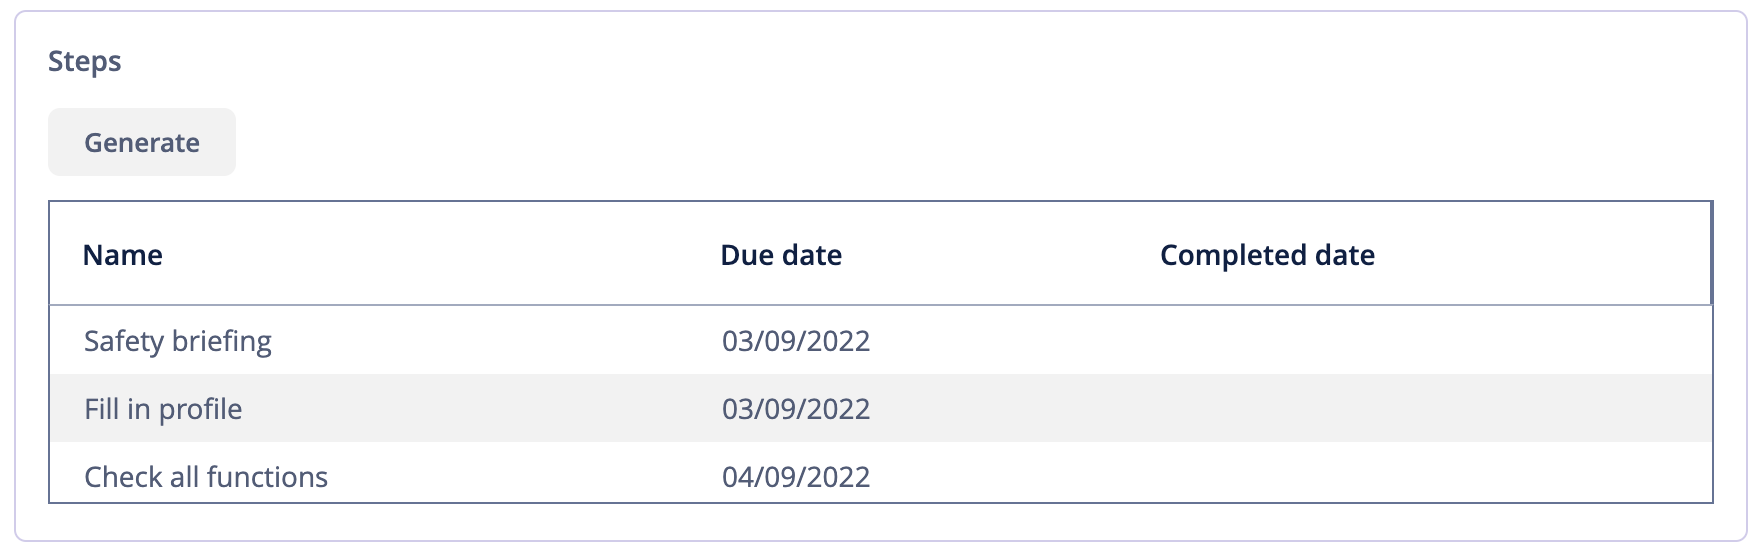 Steps
Generate
Name Due date Completed date
Safety briefing 03/09/2022
Fill in profile 03/09/2022
Check all functions 04/09/2022